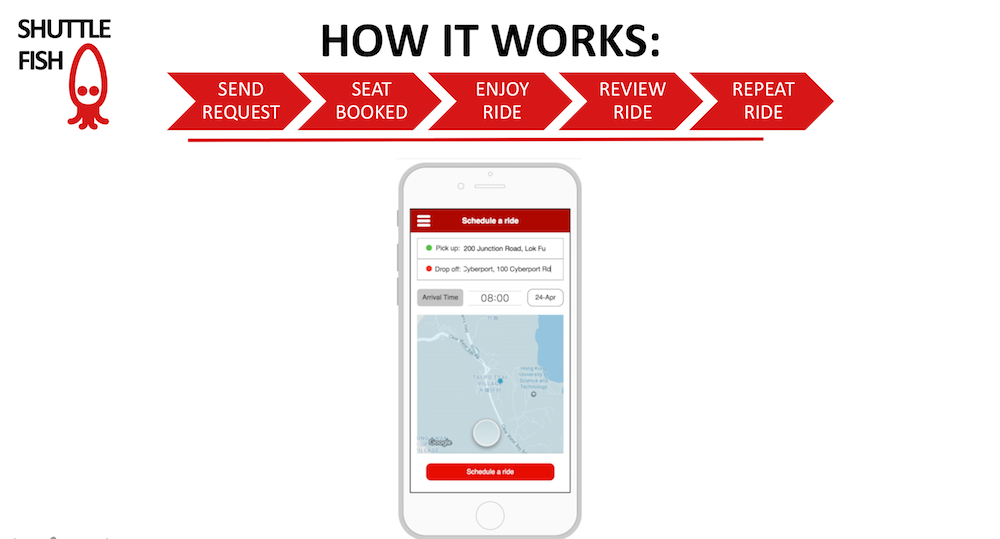 SHUTTLE
FISH
HOW IT WORKS:
SEND
REQUEST
SEAT
BOOKED
ENJOY
RIDE
REVIEW
RIDE
REPEAT
RIDE
Schedule a ride
Pick up: 200 Junction Road, Lok Fu
Drop off: Cyberport, 100 Cyberport Rd
Arrival Time 08:00 24-Apr
Hong Kong
University of
Science and
Technology
VILLAGE
Google
Schedule a ride